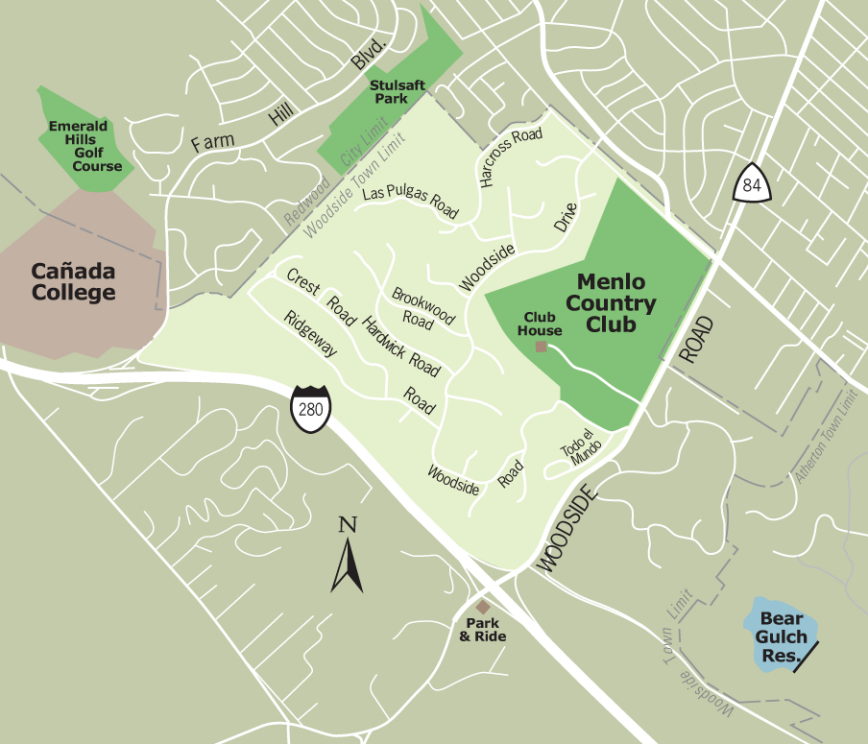 Blvd.
Hill
Farm
Stulsaft
Park
Emerald
Hills
Golf
Course
City Limit
Redwood
Woodside Town Limit
Harcross Road
84
Las Pulgas Road
Drive
Woodside
Cañada
College
Menlo
Country
Club
Club
House
Crest
Road
Brookwood
Road
Ridgeway
Hardwick Road
Road
ROAD
280
Todo el
Mundo
Woodside
Road
Atherton Town Limit
WOODSIDE
N
Park
& Ride
Bear
Gulch
Res.
Woodside Town Limit